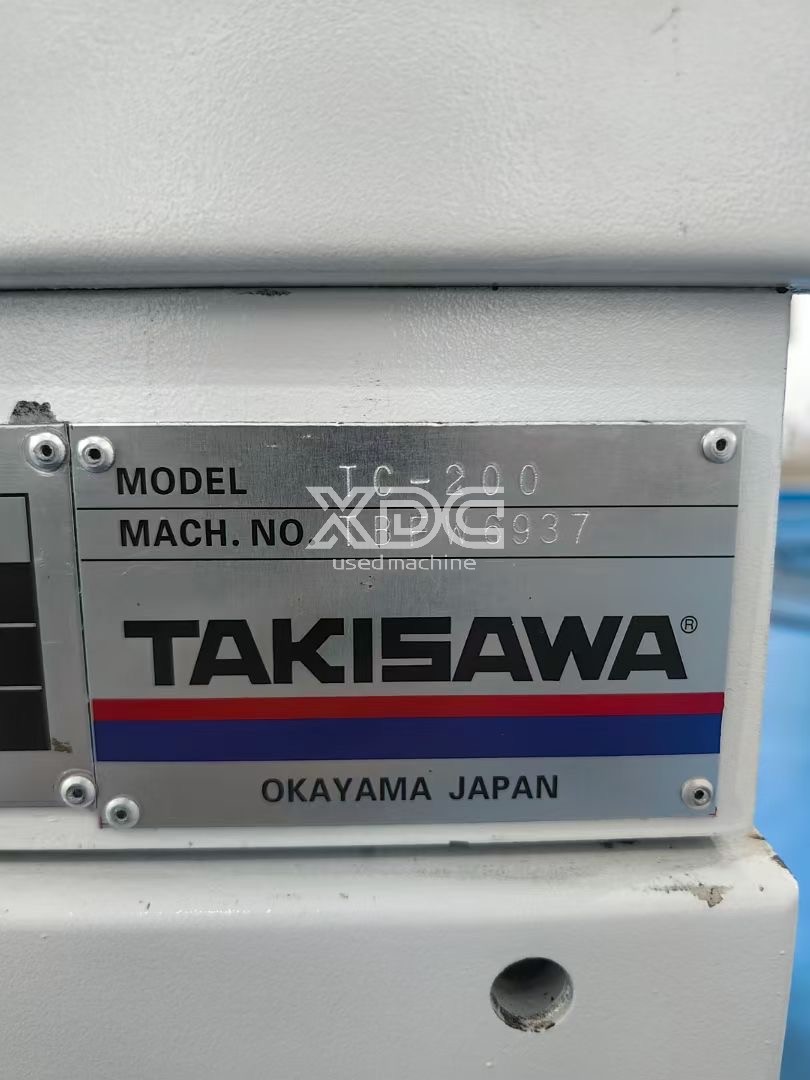 MODEL TC-200
MACH. NO.
XDC
used machine
TAKISAWA®
OKAYAMA JAPAN